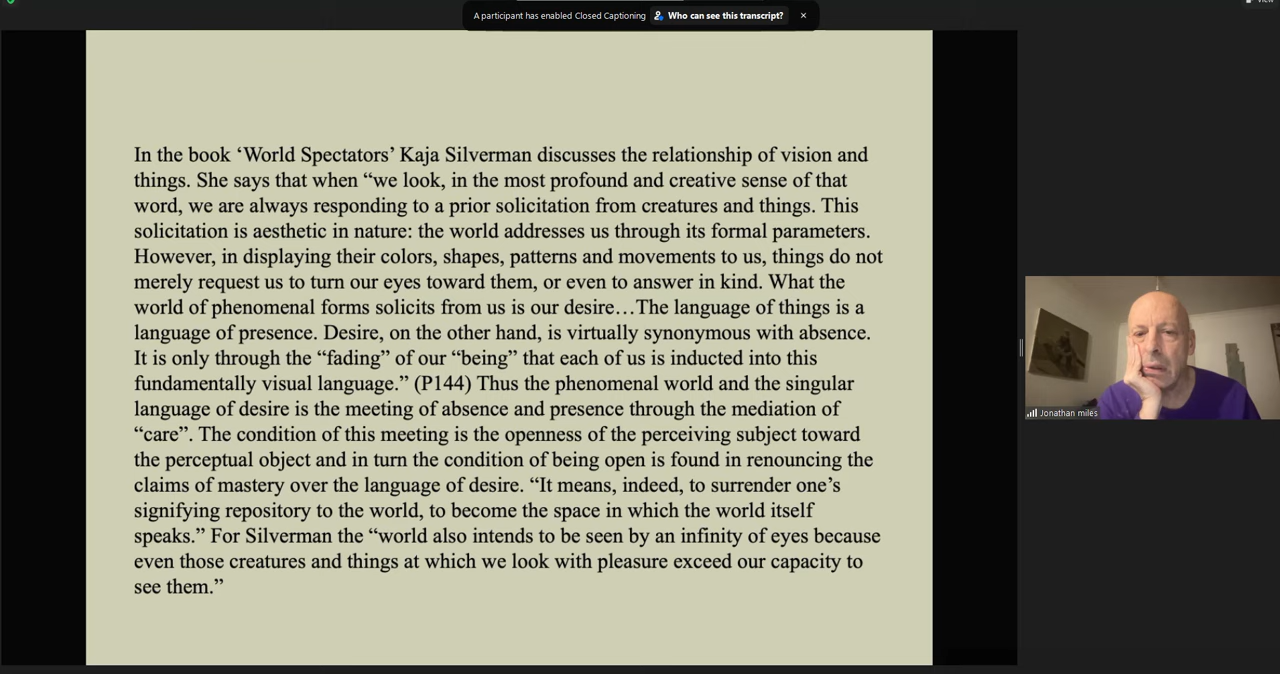 A participant has enabled Closed Captioning Who can see this transcript?
In the book ‘World Spectators’ Kaja Silverman discusses the relationship of vision and
things. She says that when “we look, in the most profound and creative sense of that
word, we are always responding to a prior solicitation from creatures and things. This
solicitation is aesthetic in nature: the world addresses us through its formal parameters.
However, in displaying their colors, shapes, patterns and movements to us, things do not
merely request us to turn our eyes toward them, or even to answer in kind. What the
world of phenomenal forms solicits from us is our desire…The language of things is a
language of presence. Desire, on the other hand, is virtually synonymous with absence.
It is only through the “fading” of our “being” that each of us is inducted into this
fundamentally visual language.” (P144) Thus the phenomenal world and the singular
language of desire is the meeting of absence and presence through the mediation of
“care”. The condition of this meeting is the openness of the perceiving subject toward
the perceptual object and in turn the condition of being open is found in renouncing the
claims of mastery over the language of desire. “It means, indeed, to surrender one’s
signifying repository to the world, to become the space in which the world itself
speaks.” For Silverman the “world also intends to be seen by an infinity of eyes because
even those creatures and things at which we look with pleasure exceed our capacity to
see them.”
Jonathan miles